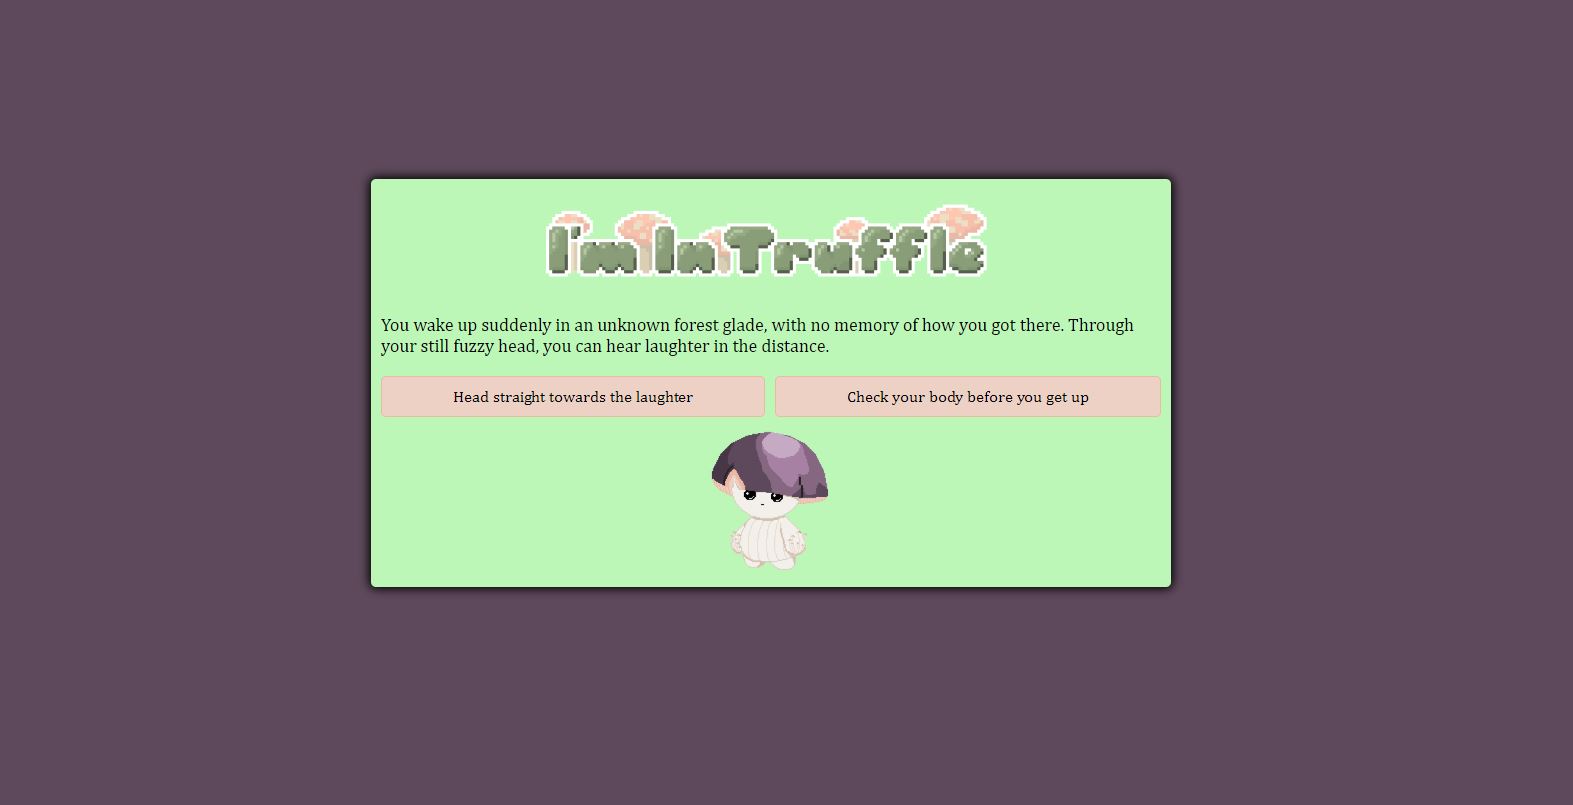 I'm In Truffle
You wake up suddenly in an unknown forest glade, with no memory of how you got there. Through
your still fuzzy head, you can hear laughter in the distance.
Head straight towards the laughter
Check your body before you get up